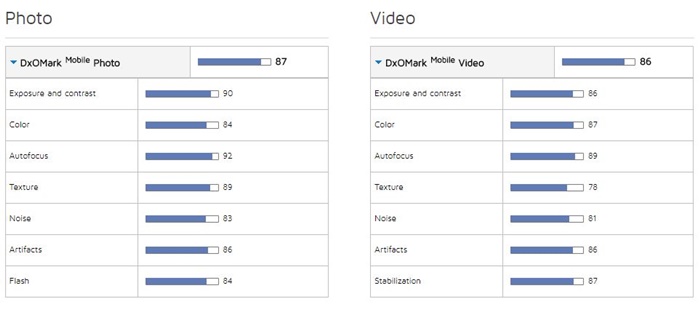 Photo
DxOMark Mobile Photo 87
Exposure and contrast 90
Color 84
Autofocus 92
Texture 89
Noise 83
Artifacts 86
Flash 84
Video
DxOMark Mobile Video 86
Exposure and contrast 86
Color 87
Autofocus 89
Texture 78
Noise 81
Artifacts 86
Stabilization 87